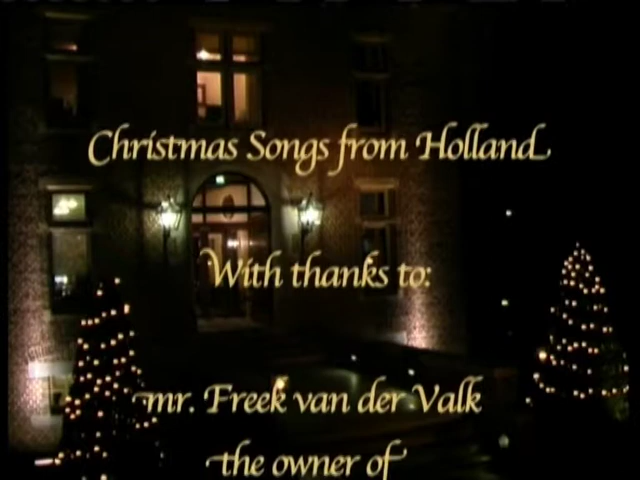 Christmas Songs from Holland
With thanks to:
mr. Freek van der Valk
the owner of